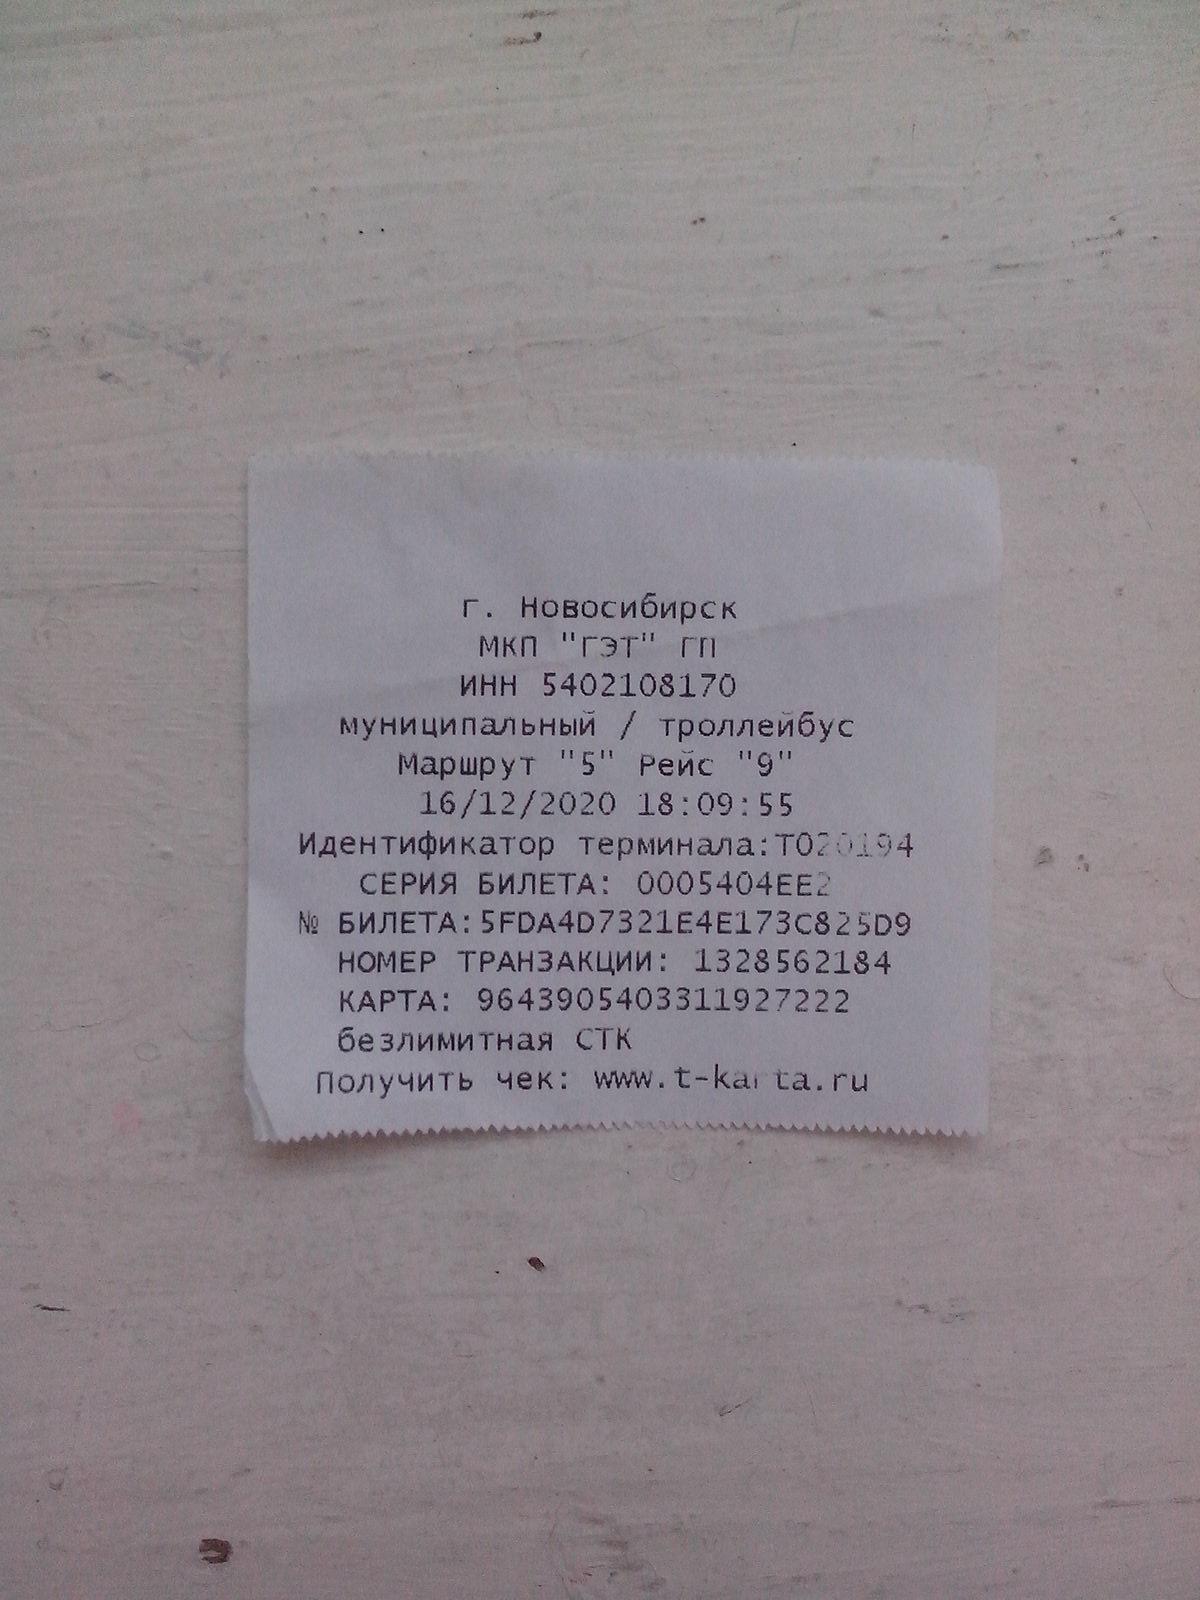 г. Новосибирск
МКП "ГЭТ" ГП
ИНН 5402108170
муниципальный / троллейбус
Маршрут "5" Рейс "9"
16/12/2020 18:09:55
Идентификатор терминала:T020194
СЕРИЯ БИЛЕТА: 0005404EE2
№ БИЛЕТА:5FDA4D7321E4E173C825D9
НОМЕР ТРАНЗАКЦИИ: 1328562184
КАРТА: 9643905403311927222
безлимитная СТК
Получить чек: www.t-karta.ru